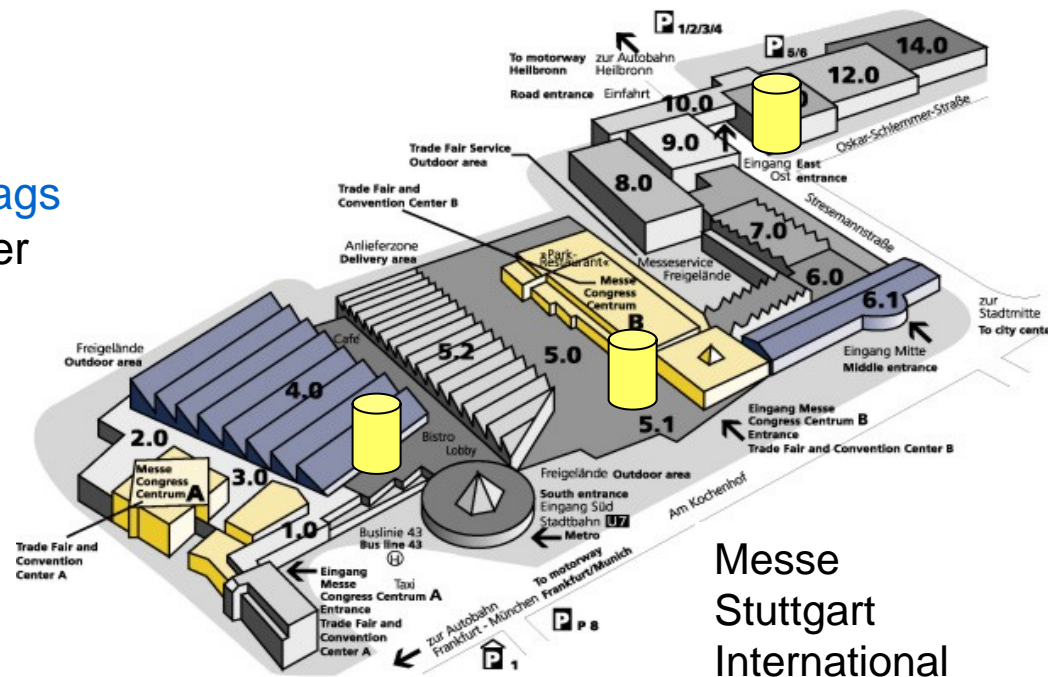 P 1/2/3/4
To motorway zur Autobahn
Heilbronn Heilbronn
Road entrance Einfahrt
P 5/6
14.0
12.0
10.0
9.0
Oskar-Schlemmer-Straße
Eingang East
Ost entrance
Trade Fair Service
Outdoor area
8.0
Trade Fair and
Convention Center B
Stresemannstraße
7.0
6.0
6.1
ags
er
Anlieferzone
Delivery area
»Park-
Restaurant«
Messeservice
Freigelände
Messe
Congress
Centrum
B
zur
Stadtmitte
To city cente
Eingang Mitte
Middle entrance
Freigelände
Outdoor area
Café
5.2
5.0
4.0
5.1
Eingang Messe
Congress Centrum B
Entrance
Trade Fair and Convention Center B
2.0
Bistro
Lobby
3.0
Messe
Congress
Centrum A
Freigelände Outdoor area
South entrance
Eingang Süd
Stadtbahn U7
Metro
Am Kochenhof
1.0
Buslinie 43
Bus line 43
H
Taxi
Trade Fair and
Convention
Center A
Eingang
Messe
Congress Centrum A
Entrance
Trade Fair and
Convention
Center A
To motorway
Frankfurt/Munich
zur Autobahn
Frankfurt - München
P P 8
P 1
Messe
Stuttgart
International